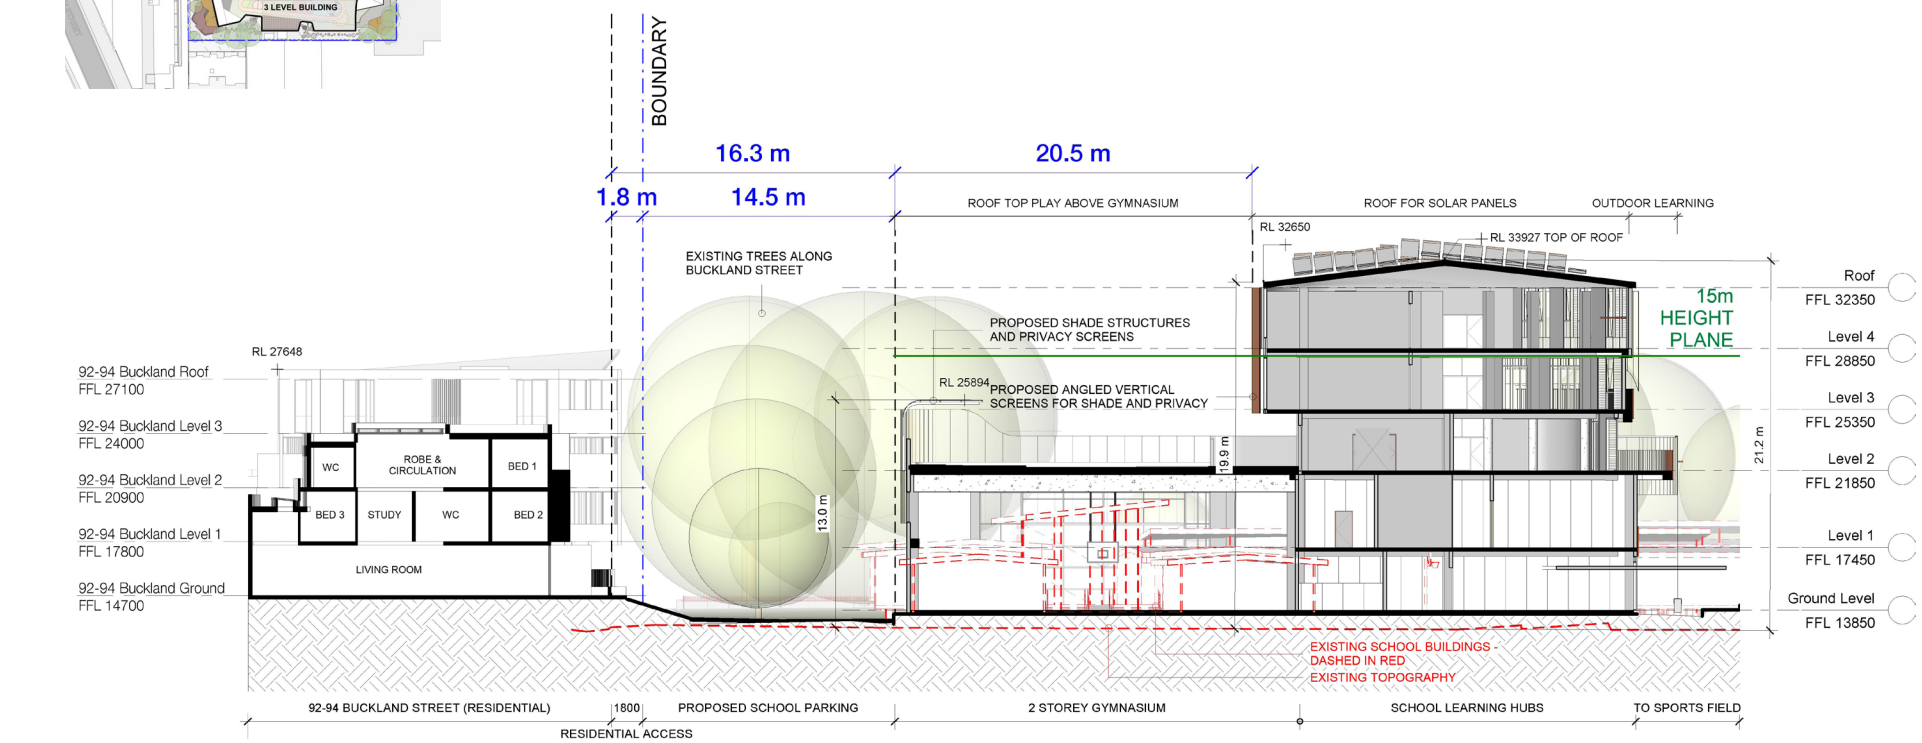 3 LEVEL BUILDING
BOUNDARY
16.3 m
20.5 m
1.8 m
14.5 m
ROOF TOP PLAY ABOVE GYMNASIUM
ROOF FOR SOLAR PANELS
OUTDOOR LEARNING
RL 32650
RL 33927 TOP OF ROOF
EXISTING TREES ALONG
BUCKLAND STREET
Roof
FFL 32350
15m
HEIGHT
PLANE
PROPOSED SHADE STRUCTURES
AND PRIVACY SCREENS
Level 4
FFL 28850
RL 27648
92-94 Buckland Roof
FFL 27100
RL 25894
PROPOSED ANGLED VERTICAL
SCREENS FOR SHADE AND PRIVACY
Level 3
FFL 25350
92-94 Buckland Level 3
FFL 24000
WC
ROBE &
CIRCULATION
BED 1
19.9 m
21.2 m
Level 2
FFL 21850
92-94 Buckland Level 2
FFL 20900
BED 3
STUDY
WC
BED 2
13.0 m
92-94 Buckland Level 1
FFL 17800
Level 1
FFL 17450
LIVING ROOM
92-94 Buckland Ground
FFL 14700
Ground Level
FFL 13850
EXISTING SCHOOL BUILDINGS -
DASHED IN RED
EXISTING TOPOGRAPHY
92-94 BUCKLAND STREET (RESIDENTIAL)
1800
PROPOSED SCHOOL PARKING
2 STOREY GYMNASIUM
SCHOOL LEARNING HUBS
TO SPORTS FIELD
RESIDENTIAL ACCESS